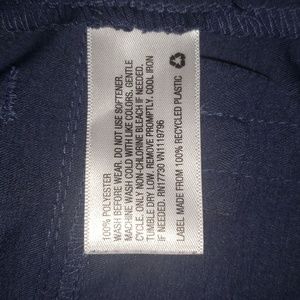 100% POLYESTER
WASH BEFORE WEAR. DO NOT USE SOFTENER.
MACHINE WASH COLD WITH LIKE COLORS, GENTLE
CYCLE. ONLY NON-CHLORINE BLEACH IF NEEDED.
TUMBLE DRY LOW. REMOVE PROMPTLY. COOL IRON
IF NEEDED. RN17730 VN1119796
LABEL MADE FROM 100% RECYCLED PLASTIC